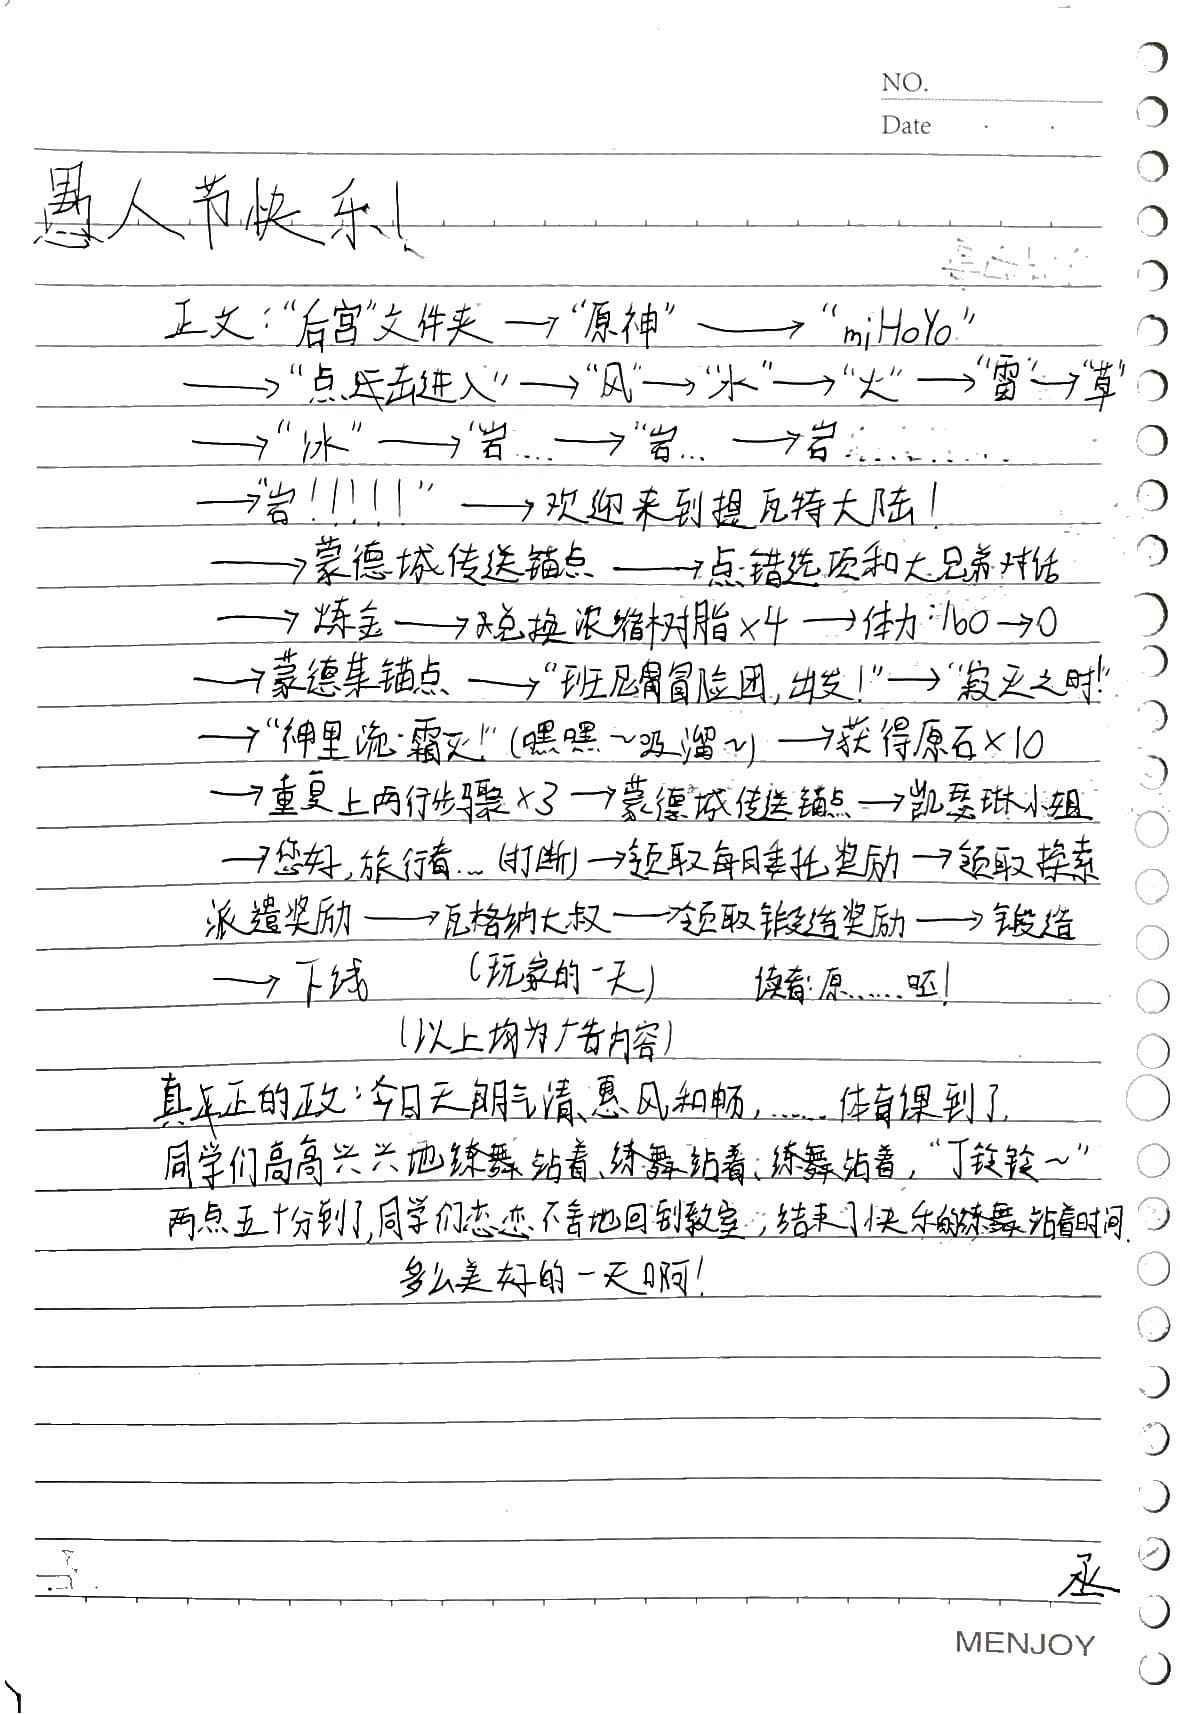 NO.
Date
愚人节快乐!
正文:“后宫”文件夹→“原神”→“miHoYo”
→“点击进入”→“风”→“水”→“火”→“雷”→“草”
→“冰”→“岩...→“岩...→岩............
→“岩!!!!!”→欢迎来到提瓦特大陆!
→蒙德城传送锚点→点错选项和大兄弟对话
→炼金→兑换浓缩树脂×4→体力:160→0
→蒙德集锚点→“班尼冒险团,出发!”→“寂灭之时!”
→“神里流·霜灭!”(嘿嘿~吸溜~)→获得原石×10
→重复上两行步骤×3→蒙德城传送锚点→凯瑟琳小姐
→您好,旅行者...(打断)→领取每日委托奖励→领取探索
派遣奖励→瓦格纳大叔→领取锻造奖励→锻造
→下线 (玩家的一天) 读者:原......呸!
(以上均为广告内容)
真正的正文:今日天朗气清、惠风和畅,......体育课到了,
同学们高高兴兴地练舞站着、练舞站着、练舞站着,“丁铃铃~”
两点五十分到了,同学们恋恋不舍地回到教室,结束了快乐的练舞站着时间.
多么美好的一天啊!
丞
MENJOY